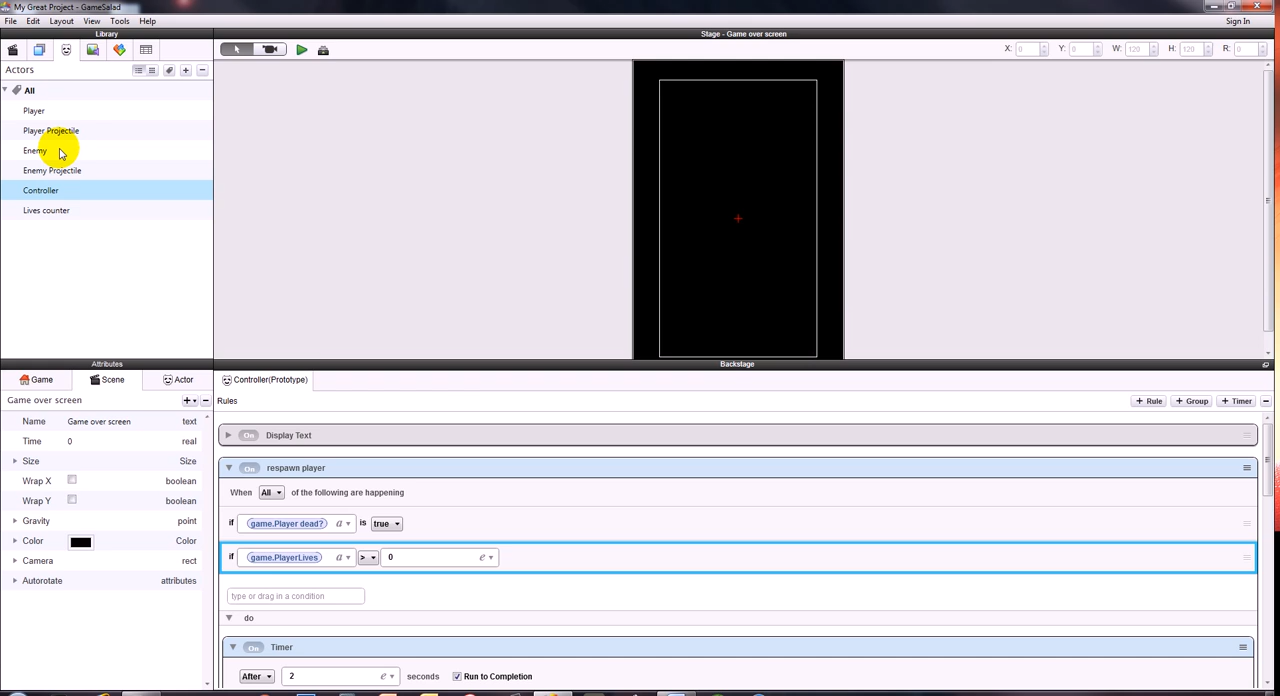 My Great Project - GameSalad
File Edit Layout View Tools Help
Sign In
Library
Stage - Game over screen
X: 0 Y: 0 W: 120 H: 120 R: 0
Actors
All
Player
Player Projectile
Enemy
Enemy Projectile
Controller
Lives counter
Attributes
Backstage
Game Scene Actor
Controller(Prototype)
Game over screen
Rules
+ Rule + Group + Timer
Name Game over screen text
Time 0 real
Size Size
Wrap X boolean
Wrap Y boolean
Gravity point
Color Color
Camera rect
Autorotate attributes
On Display Text
On respawn player
When All of the following are happening
if game.Player dead? a is true
if game.PlayerLives a > 0 e
type or drag in a condition
do
On Timer
After 2 e seconds Run to Completion